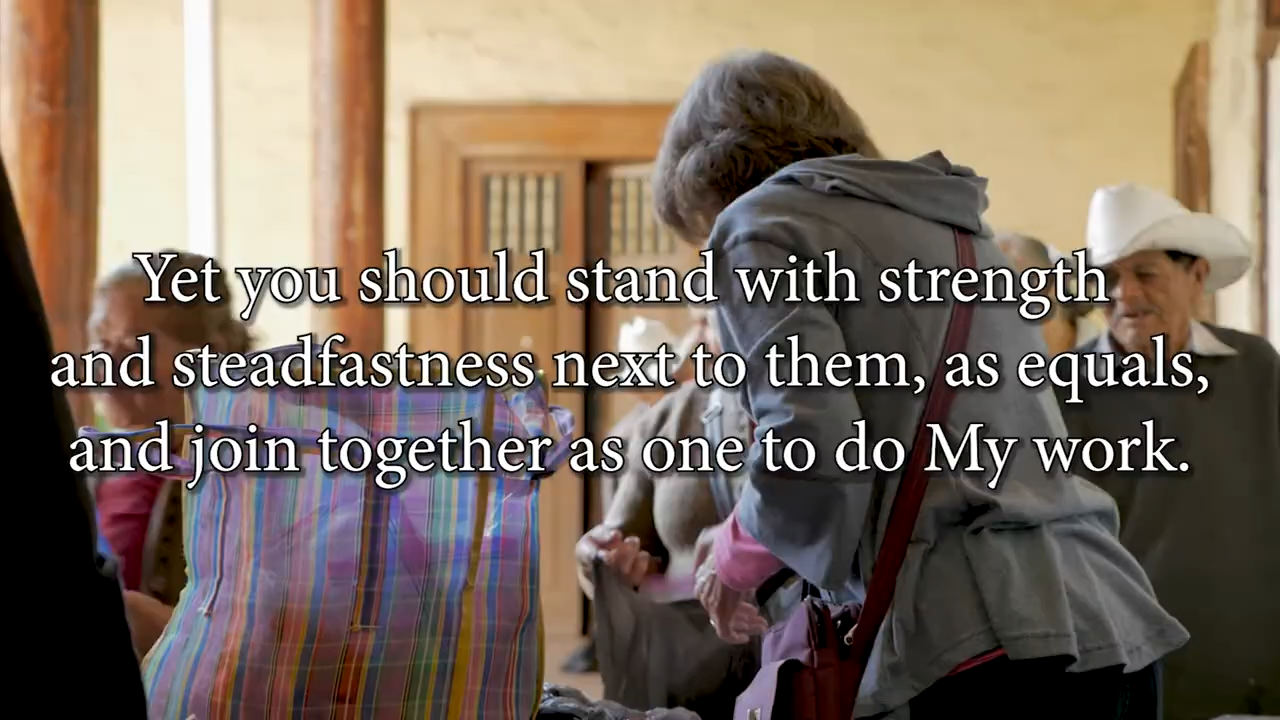 Yet you should stand with strength
and steadfastness next to them, as equals,
and join together as one to do My work.